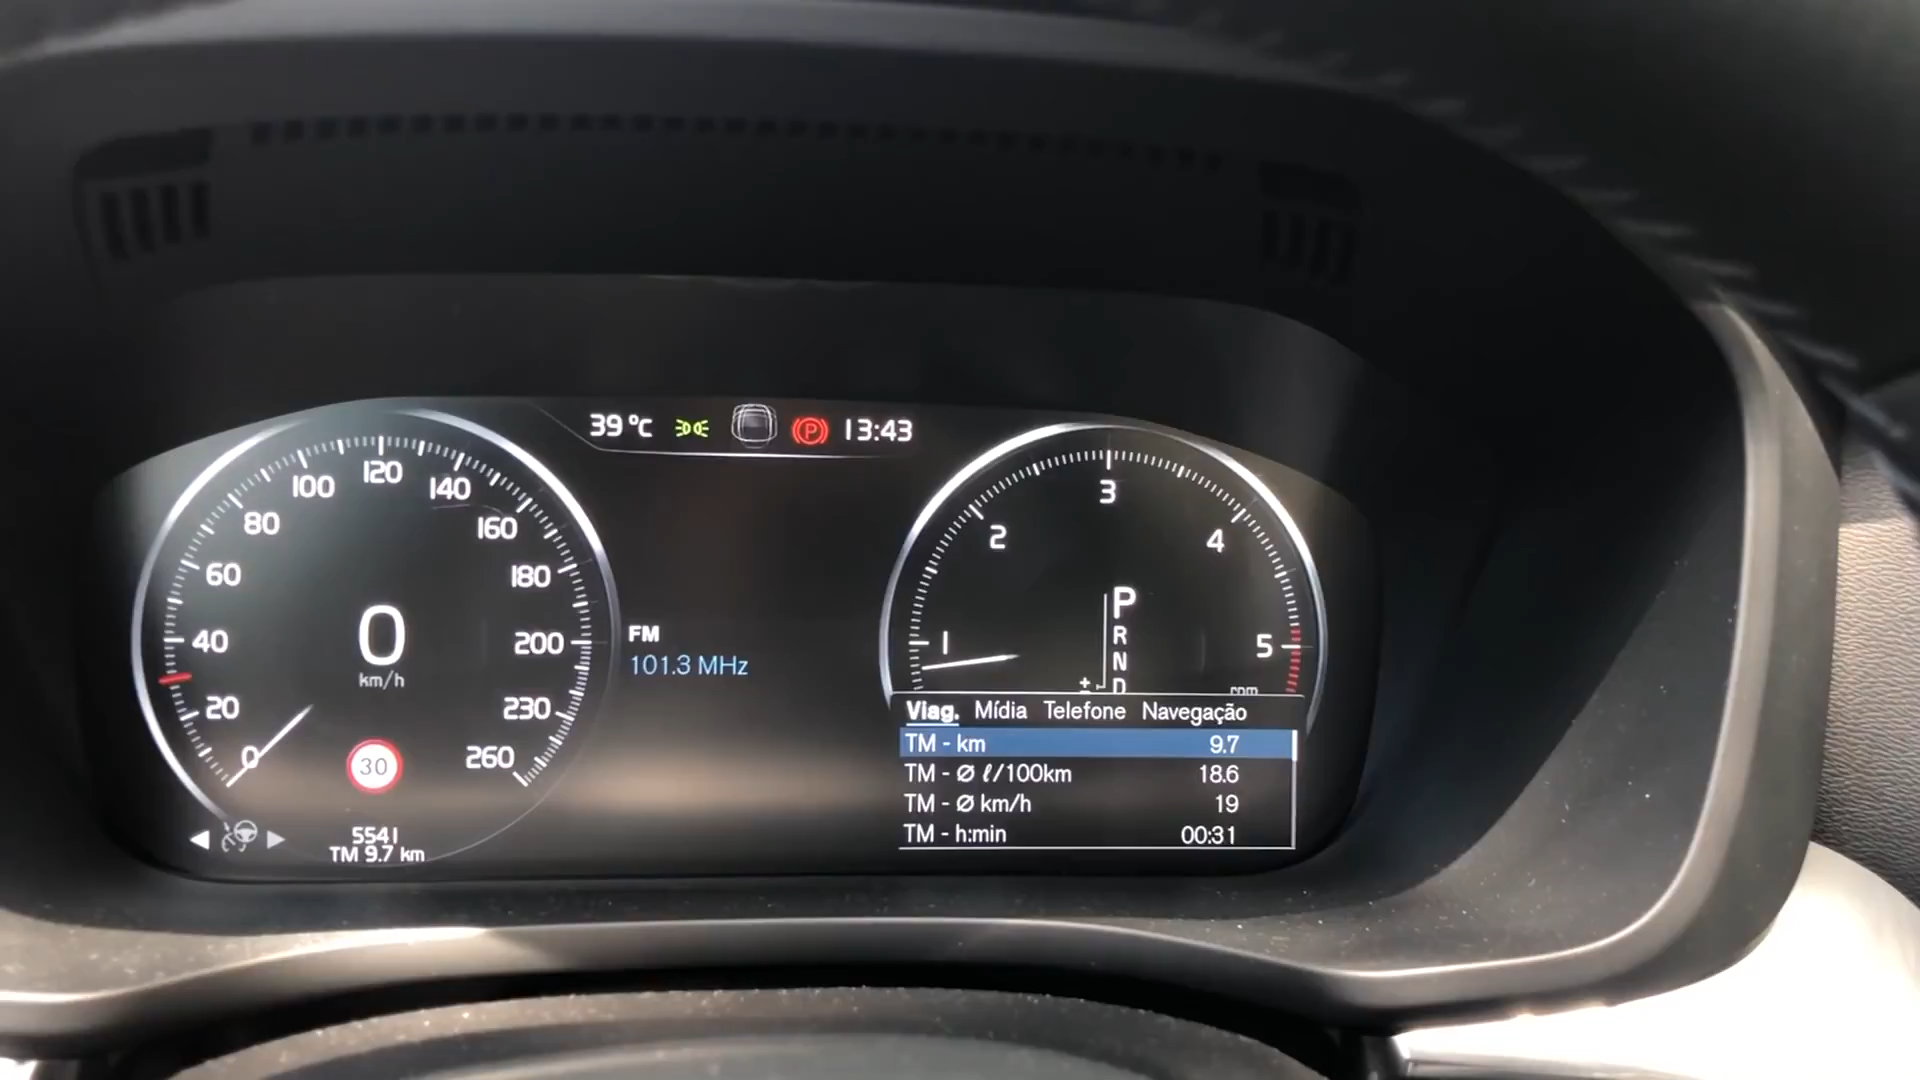 39 °C
P
13:43
0
20
40
60
80
100
120
140
160
180
200
230
260
0
km/h
30
5541
TM 9.7 km
FM
101.3 MHz
1
2
3
4
5
P
R
N
D
+
-
rpm
Viag. Mídia Telefone Navegação
TM - km 9.7
TM - Ø ℓ/100km 18.6
TM - Ø km/h 19
TM - h:min 00:31